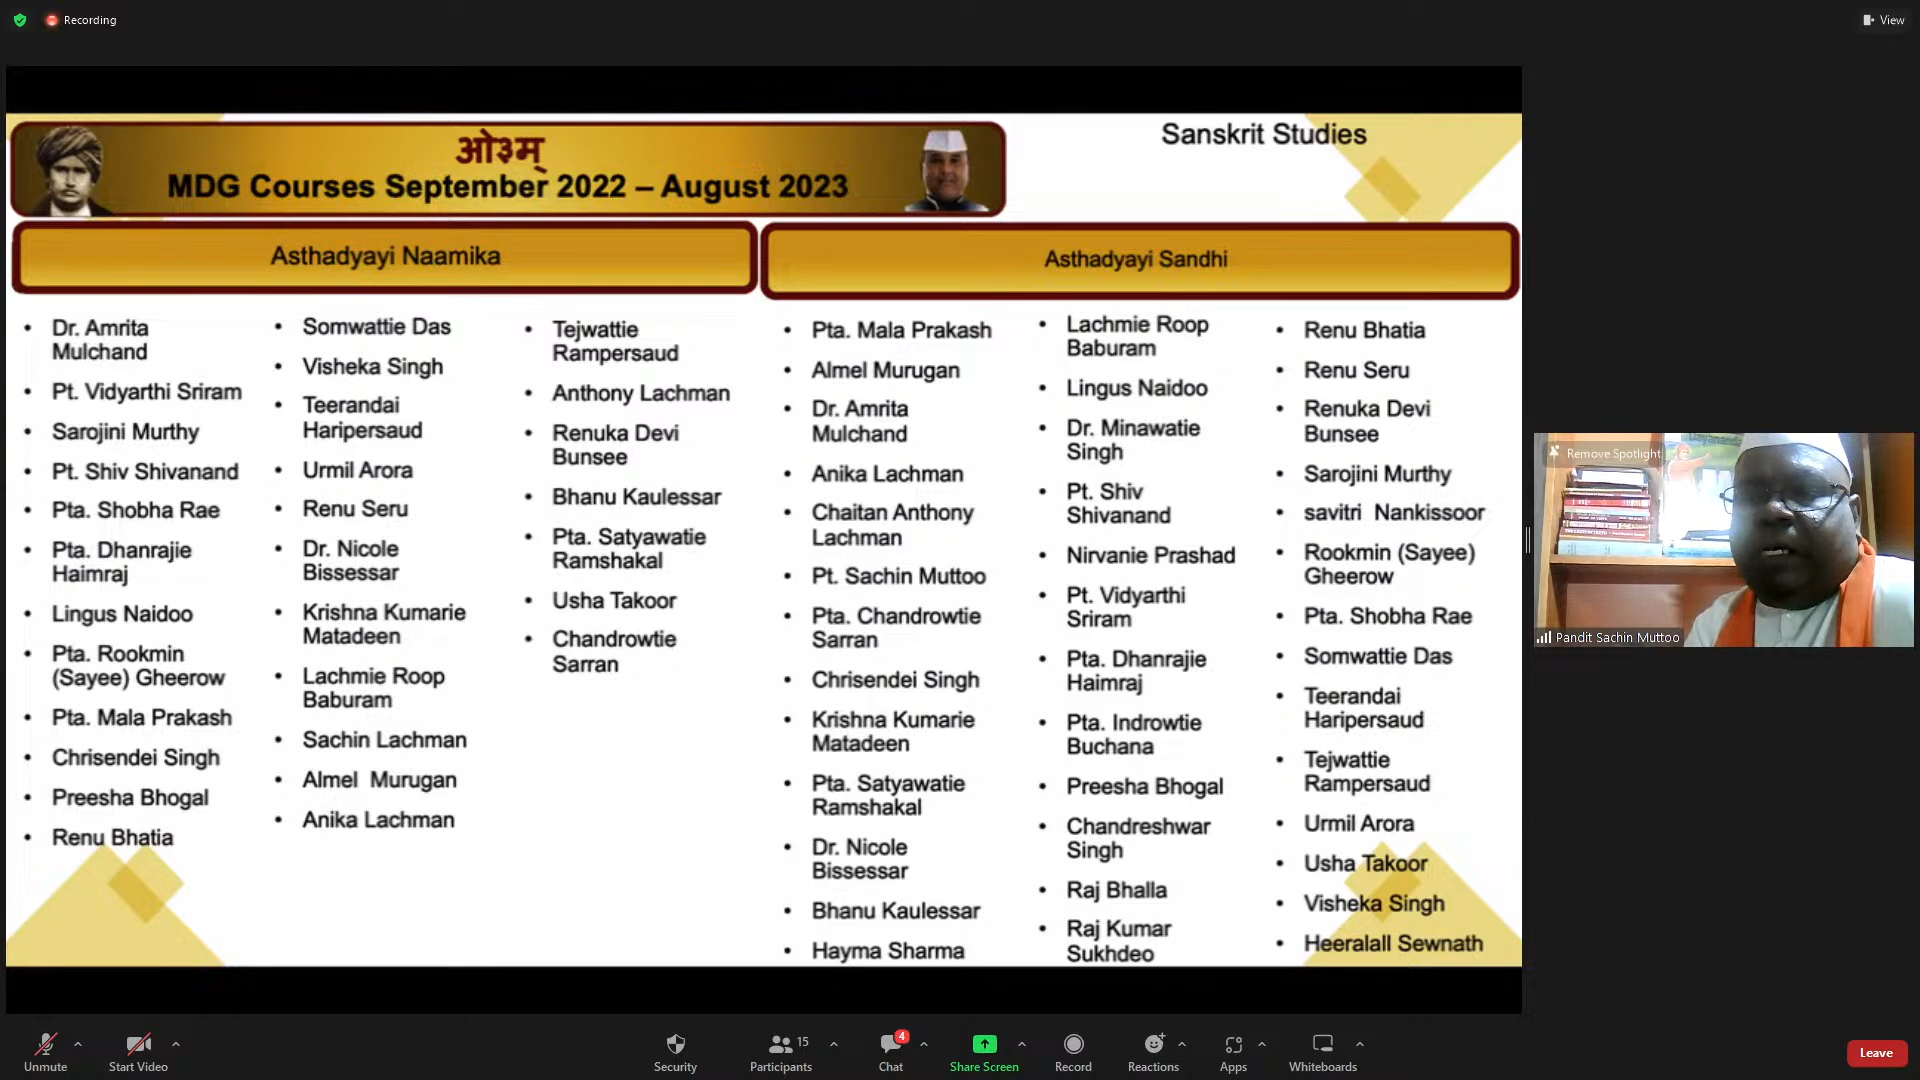 Recording
View
Sanskrit Studies
ओ३म्
MDG Courses September 2022 – August 2023
Asthadyayi Naamika
• Dr. Amrita
Mulchand
• Pt. Vidyarthi Sriram
• Sarojini Murthy
• Pt. Shiv Shivanand
• Pta. Shobha Rae
• Pta. Dhanrajie
Haimraj
• Lingus Naidoo
• Pta. Rookmin
(Sayee) Gheerow
• Pta. Mala Prakash
• Chrisendei Singh
• Preesha Bhogal
• Renu Bhatia
• Somwattie Das
• Visheka Singh
• Teerandai
Haripersaud
• Urmil Arora
• Renu Seru
• Dr. Nicole
Bissessar
• Krishna Kumarie
Matadeen
• Lachmie Roop
Baburam
• Sachin Lachman
• Almel Murugan
• Anika Lachman
• Tejwattie
Rampersaud
• Anthony Lachman
• Renuka Devi
Bunsee
• Bhanu Kaulessar
• Pta. Satyawatie
Ramshakal
• Usha Takoor
• Chandrowtie
Sarran
Asthadyayi Sandhi
• Pta. Mala Prakash
• Almel Murugan
• Dr. Amrita
Mulchand
• Anika Lachman
• Chaitan Anthony
Lachman
• Pt. Sachin Muttoo
• Pta. Chandrowtie
Sarran
• Chrisendei Singh
• Krishna Kumarie
Matadeen
• Pta. Satyawatie
Ramshakal
• Dr. Nicole
Bissessar
• Bhanu Kaulessar
• Hayma Sharma
• Lachmie Roop
Baburam
• Lingus Naidoo
• Dr. Minawatie
Singh
• Pt. Shiv
Shivanand
• Nirvanie Prashad
• Pt. Vidyarthi
Sriram
• Pta. Dhanrajie
Haimraj
• Pta. Indrowtie
Buchana
• Preesha Bhogal
• Chandreshwar
Singh
• Raj Bhalla
• Raj Kumar
Sukhdeo
• Renu Bhatia
• Renu Seru
• Renuka Devi
Bunsee
• Sarojini Murthy
• savitri Nankissoor
• Rookmin (Sayee)
Gheerow
• Pta. Shobha Rae
• Somwattie Das
• Teerandai
Haripersaud
• Tejwattie
Rampersaud
• Urmil Arora
• Usha Takoor
• Visheka Singh
• Heeralall Sewnath
Remove Spotlight
Pandit Sachin Muttoo
Unmute
Start Video
Security
15
Participants
4
Chat
Share Screen
Record
Reactions
Apps
Whiteboards
Leave